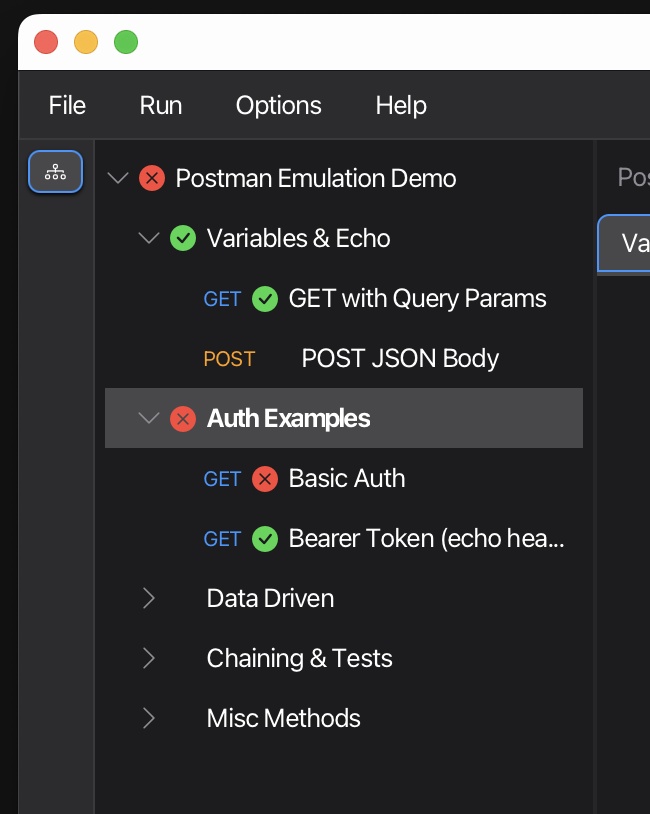 File Run Options Help
Postman Emulation Demo
Pos
Variables & Echo
Va
GET GET with Query Params
POST POST JSON Body
Auth Examples
GET Basic Auth
GET Bearer Token (echo hea...
Data Driven
Chaining & Tests
Misc Methods